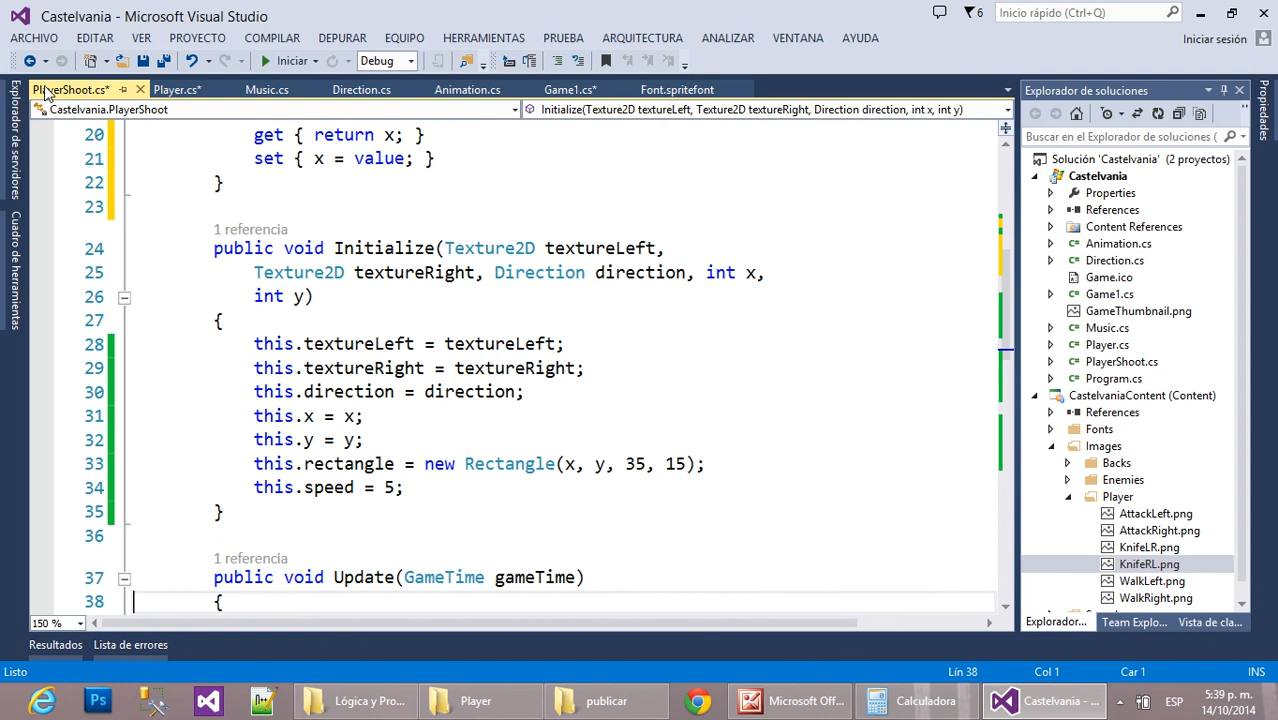 Castelvania - Microsoft Visual Studio
6
Inicio rápido (Ctrl+Q)
ARCHIVO EDITAR VER PROYECTO COMPILAR DEPURAR EQUIPO HERRAMIENTAS PRUEBA ARQUITECTURA ANALIZAR VENTANA AYUDA
Iniciar sesión
Iniciar
Debug
PlayerShoot.cs* Player.cs* Music.cs Direction.cs Animation.cs Game1.cs* Font.spritefont
Castelvania.PlayerShoot
Initialize(Texture2D textureLeft, Texture2D textureRight, Direction direction, int x, int y)
Explorador de servidores
Cuadro de herramientas
20 get { return x; }
21 set { x = value; }
22 }
23
1 referencia
24 public void Initialize(Texture2D textureLeft,
25 Texture2D textureRight, Direction direction, int x,
26 int y)
27 {
28 this.textureLeft = textureLeft;
29 this.textureRight = textureRight;
30 this.direction = direction;
31 this.x = x;
32 this.y = y;
33 this.rectangle = new Rectangle(x, y, 35, 15);
34 this.speed = 5;
35 }
36
1 referencia
37 public void Update(GameTime gameTime)
38 {
150 %
Explorador de soluciones
Buscar en el Explorador de soluciones (
Solución 'Castelvania' (2 proyectos)
Castelvania
Properties
References
Content References
Animation.cs
Direction.cs
Game.ico
Game1.cs
GameThumbnail.png
Music.cs
Player.cs
PlayerShoot.cs
Program.cs
CastelvaniaContent (Content)
References
Fonts
Images
Backs
Enemies
Player
AttackLeft.png
AttackRight.png
KnifeLR.png
KnifeRL.png
WalkLeft.png
WalkRight.png
Explorador... Team Explo... Vista de cla...
Propiedades
Resultados Lista de errores
Listo
Lín 38 Col 1 Car 1 INS
Ps
Lógica y Pro...
Player
publicar
Microsoft Off...
Calculadora
Castelvania - ...
ESP
5:39 p. m.
14/10/2014